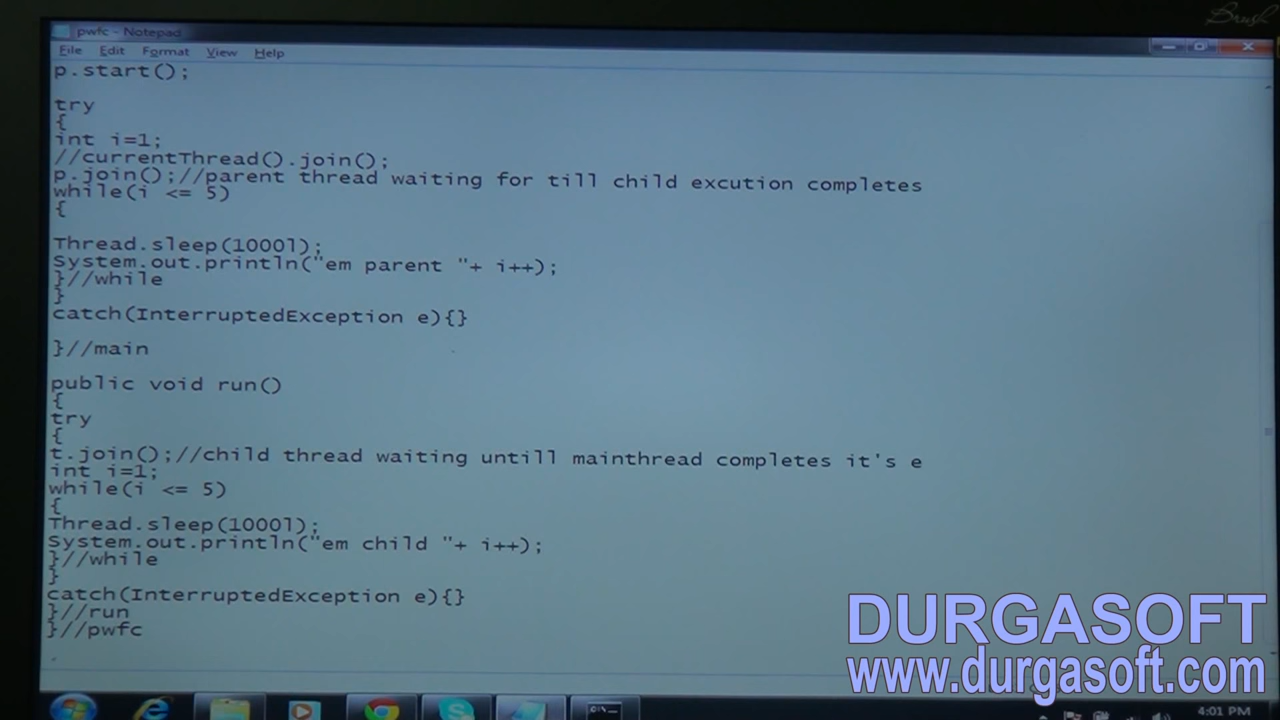 Brush
pwfc - Notepad
File Edit Format View Help
p.start();
try
{
int i=1;
//currentThread().join();
p.join();//parent thread waiting for till child excution completes
while(i <= 5)
{
Thread.sleep(1000l);
System.out.println("em parent "+ i++);
}//while
}
catch(InterruptedException e){}
}//main
public void run()
{
try
{
t.join();//child thread waiting untill mainthread completes it's e
int i=1;
while(i <= 5)
{
Thread.sleep(1000l);
System.out.println("em child "+ i++);
}//while
}
catch(InterruptedException e){}
}//run
}//pwfc
DURGASOFT
www.durgasoft.com
4:01 PM